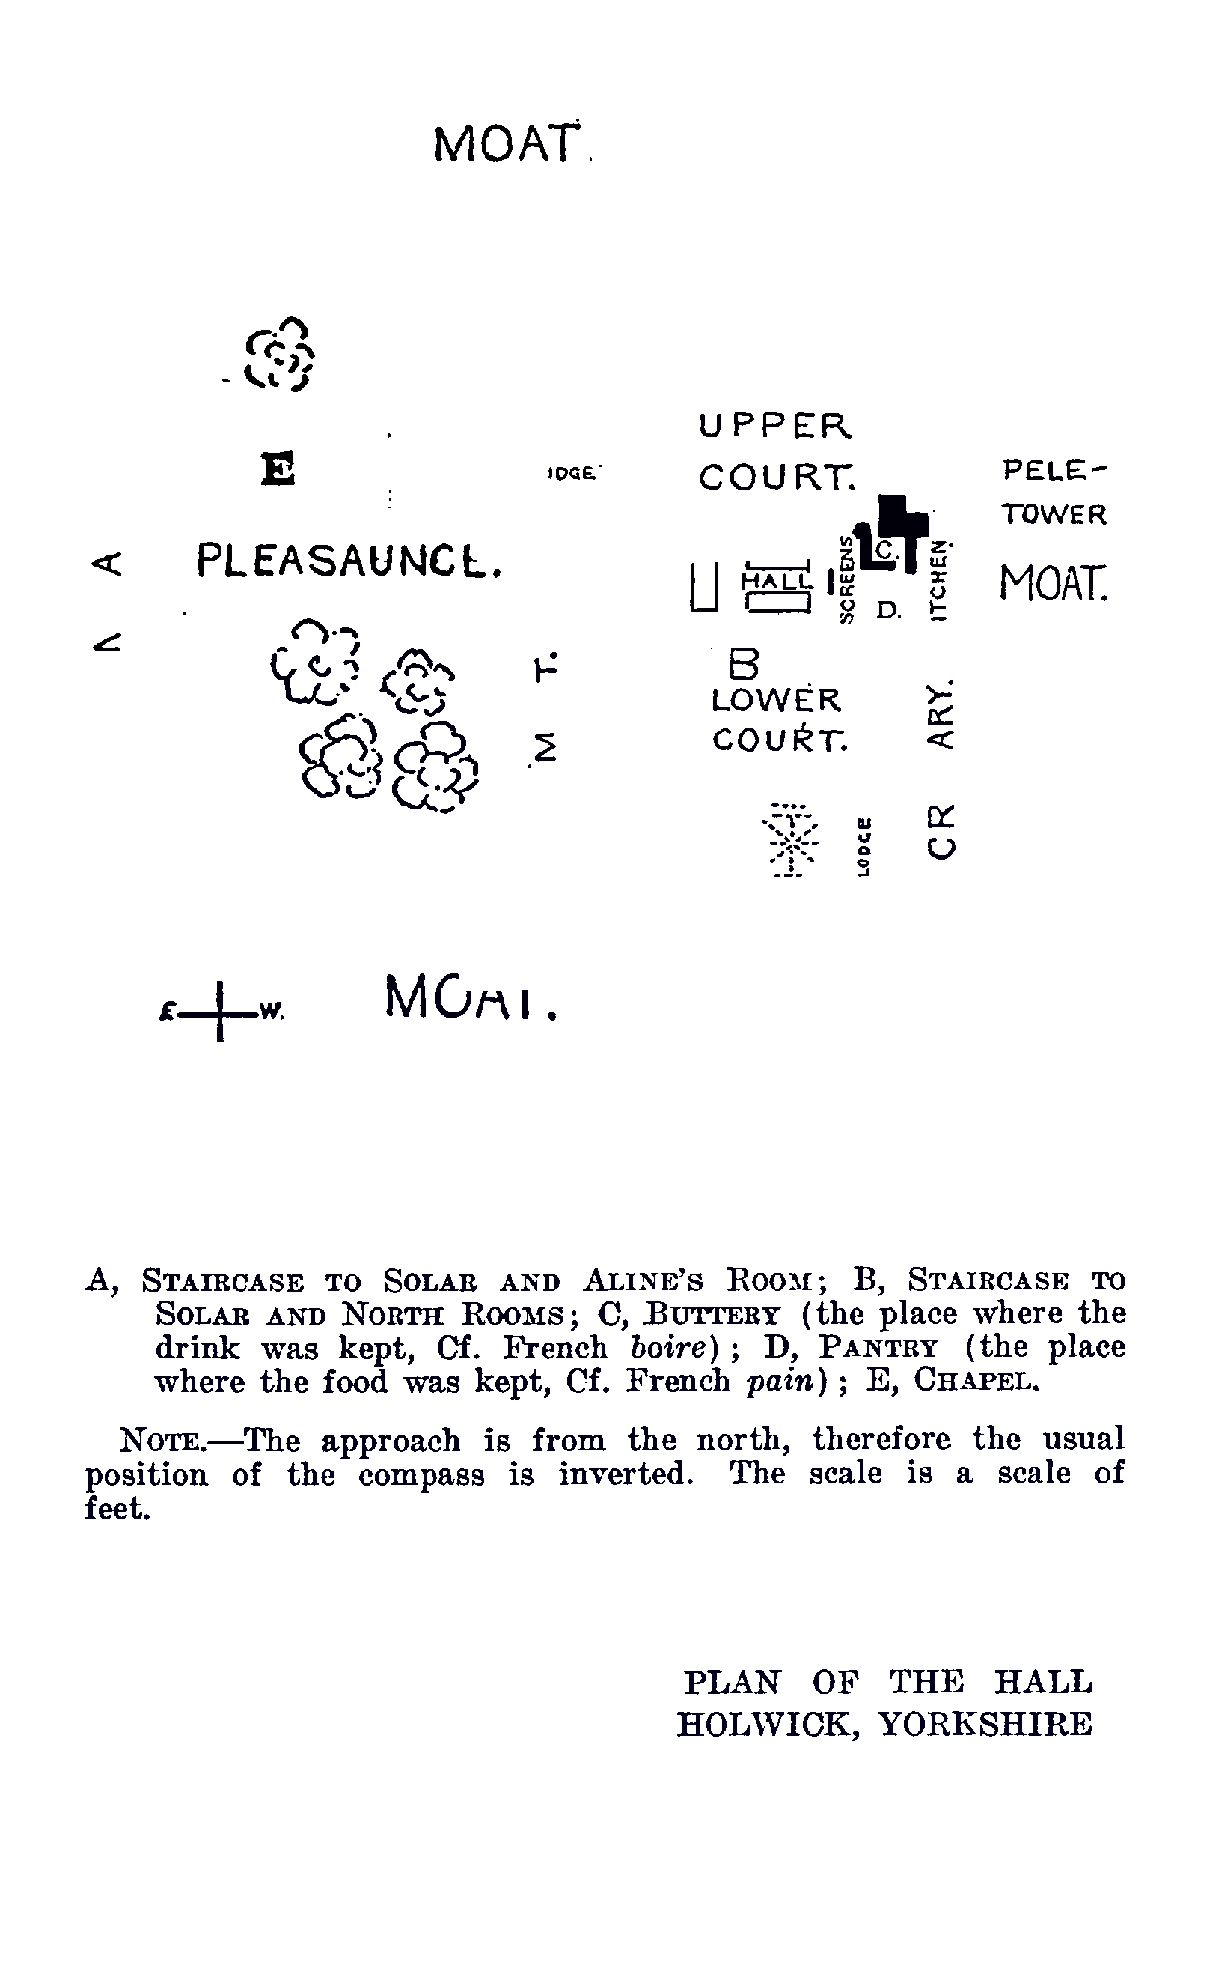 MOAT.
UPPER
COURT.
PELE-
TOWER
E
IDGE
PLEASAUNCE.
HALL
SCREENS
C.
D.
ITCHEN.
MOAT.
B
LOWER
COURT.
M T.
CR ARY.
LODGE
E W.
MOAT.
A, STAIRCASE TO SOLAR AND ALINE'S ROOM; B, STAIRCASE TO
SOLAR AND NORTH ROOMS; C, BUTTERY (the place where the
drink was kept, Cf. French boire); D, PANTRY (the place
where the food was kept, Cf. French pain); E, CHAPEL.
NOTE.—The approach is from the north, therefore the usual
position of the compass is inverted. The scale is a scale of
feet.
PLAN OF THE HALL
HOLWICK, YORKSHIRE